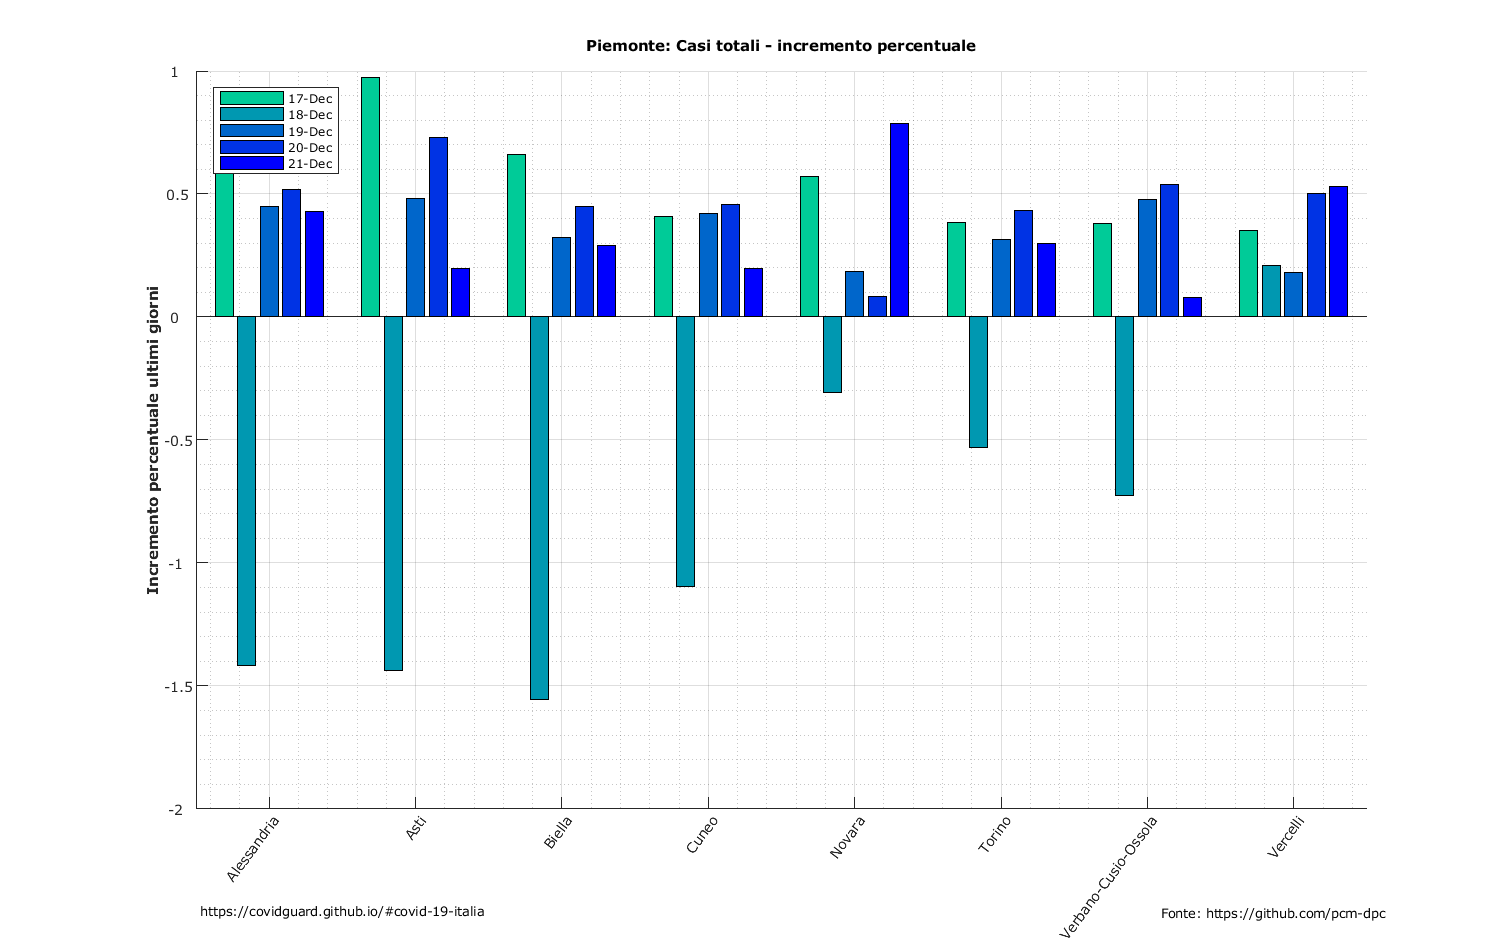 Piemonte: Casi totali - incremento percentuale
1
17-Dec
18-Dec
19-Dec
20-Dec
21-Dec
0.5
0
-0.5
-1
-1.5
-2
Incremento percentuale ultimi giorni
Alessandria
Asti
Biella
Cuneo
Novara
Torino
Verbano-Cusio-Ossola
Vercelli
https://covidguard.github.io/#covid-19-italia
Fonte: https://github.com/pcm-dpc